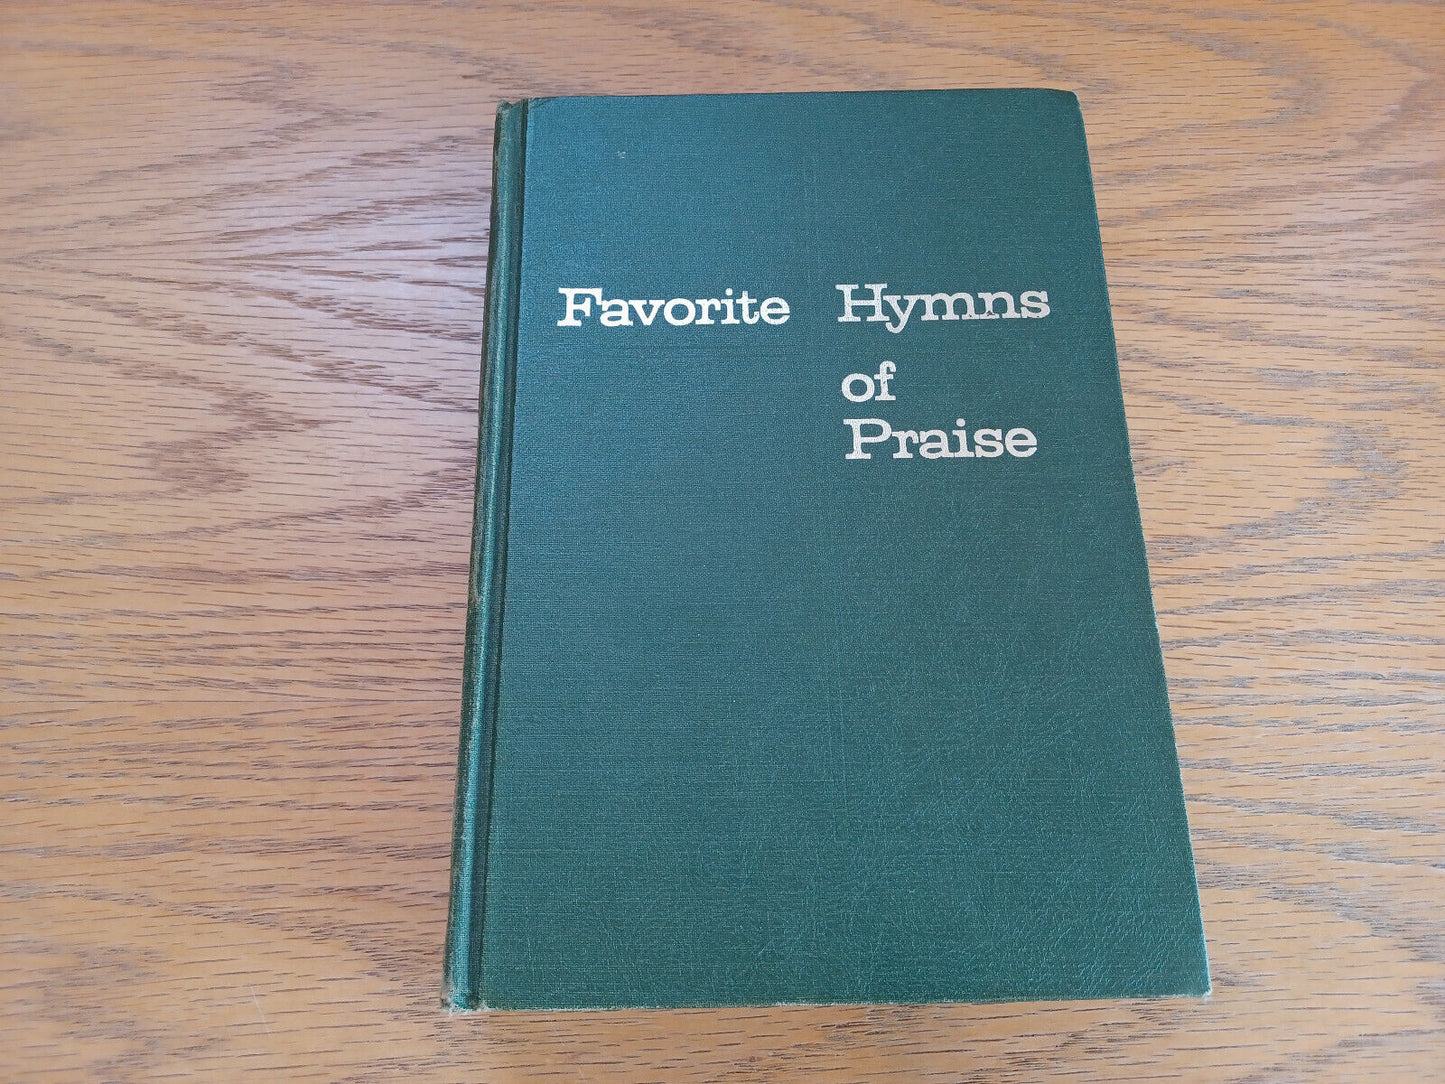 Favorite Hymns
of
Praise